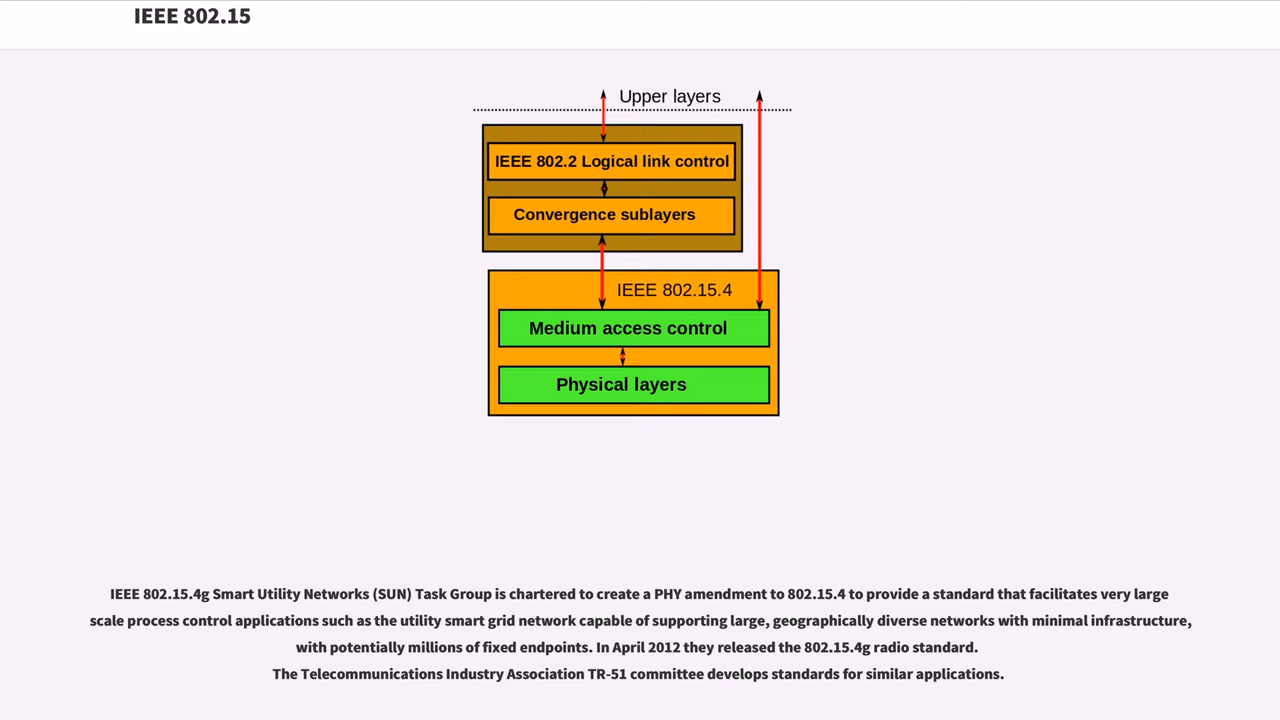 IEEE 802.15
Upper layers
IEEE 802.2 Logical link control
Convergence sublayers
IEEE 802.15.4
Medium access control
Physical layers
IEEE 802.15.4g Smart Utility Networks (SUN) Task Group is chartered to create a PHY amendment to 802.15.4 to provide a standard that facilitates very large
scale process control applications such as the utility smart grid network capable of supporting large, geographically diverse networks with minimal infrastructure,
with potentially millions of fixed endpoints. In April 2012 they released the 802.15.4g radio standard.
The Telecommunications Industry Association TR-51 committee develops standards for similar applications.